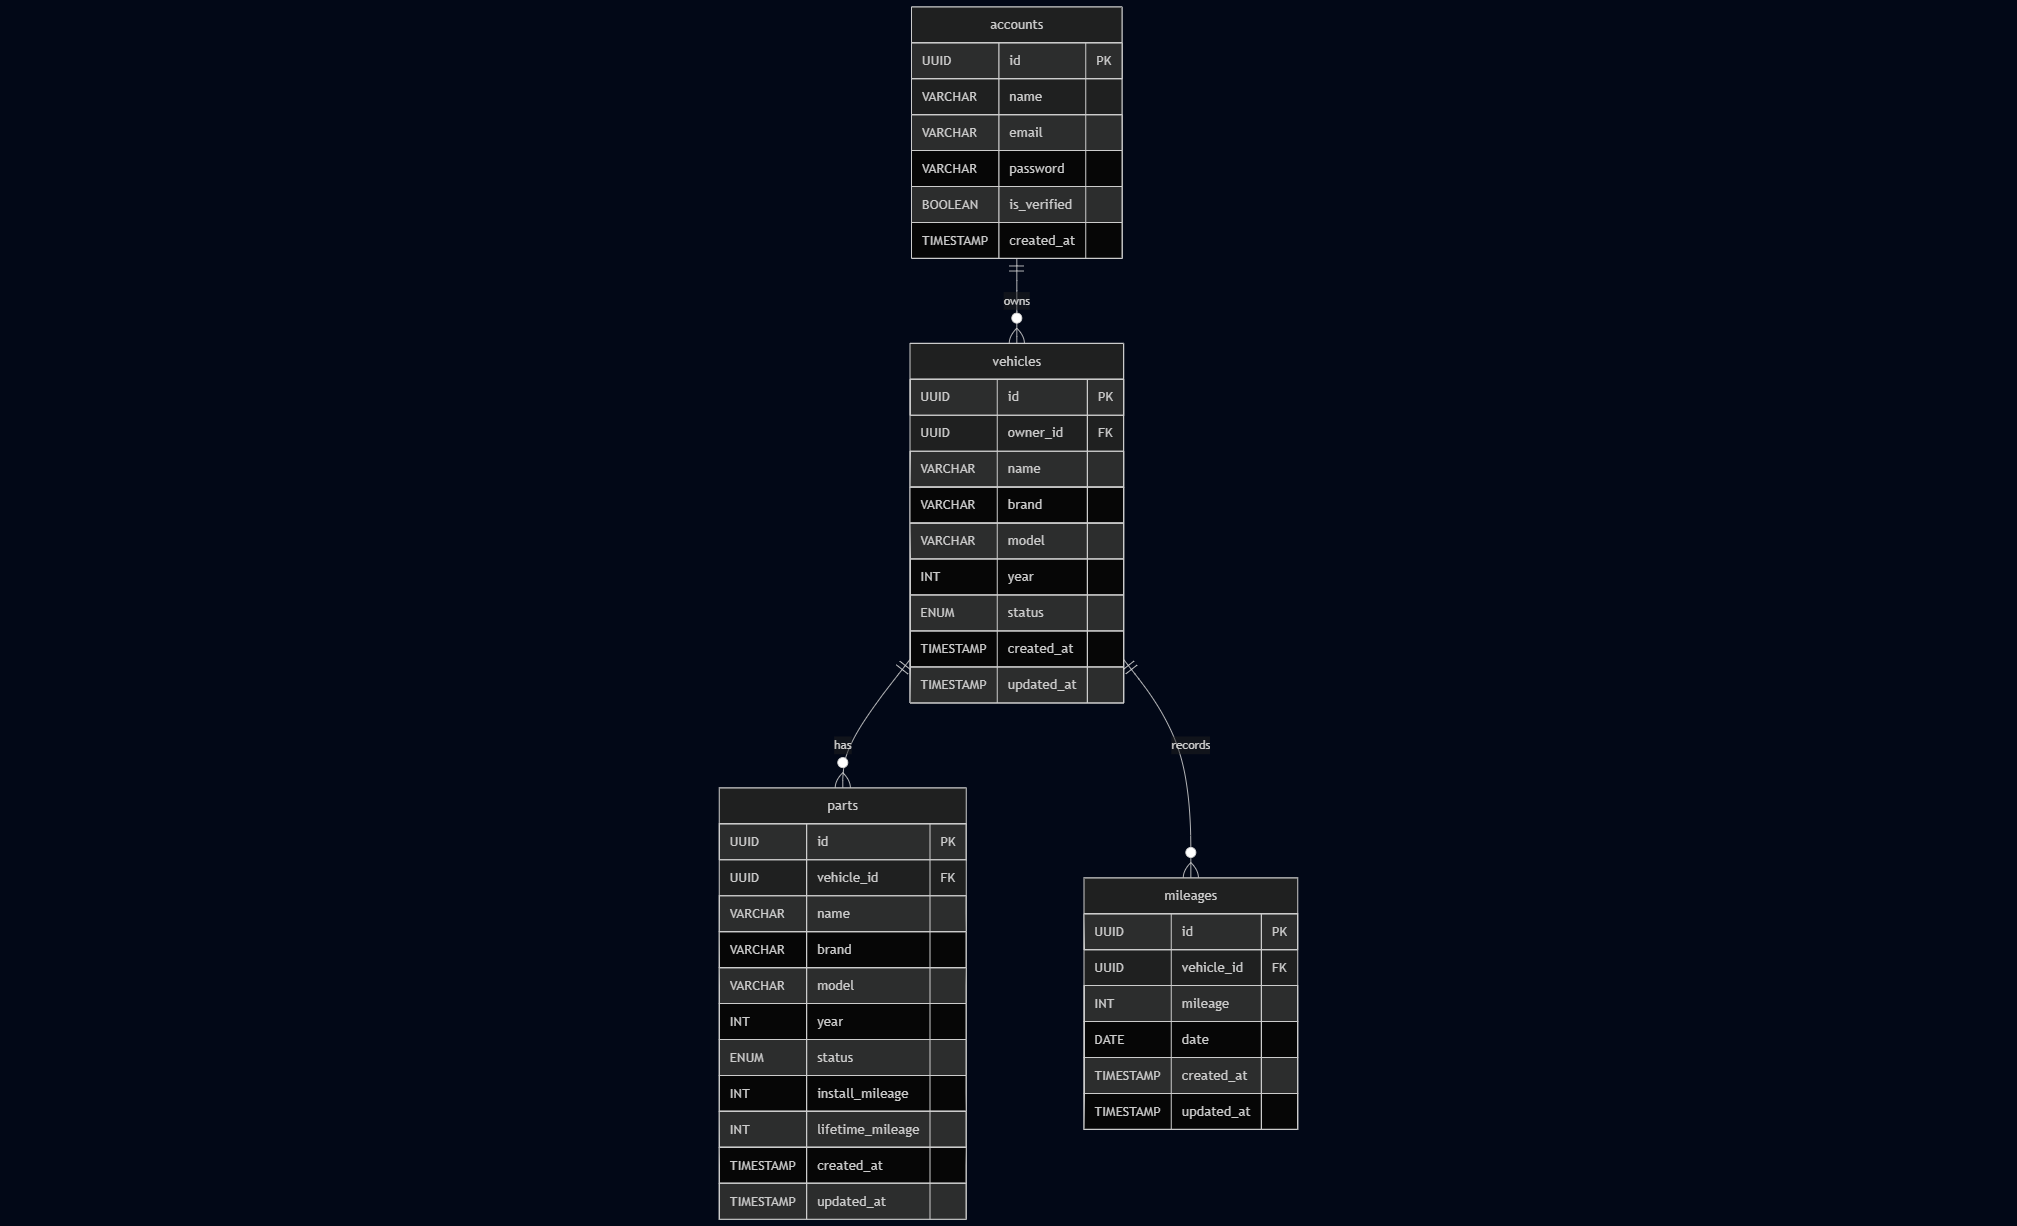 accounts
UUID id PK
VARCHAR name
VARCHAR email
VARCHAR password
BOOLEAN is_verified
TIMESTAMP created_at
owns
vehicles
UUID id PK
UUID owner_id FK
VARCHAR name
VARCHAR brand
VARCHAR model
INT year
ENUM status
TIMESTAMP created_at
TIMESTAMP updated_at
has
records
parts
UUID id PK
UUID vehicle_id FK
VARCHAR name
VARCHAR brand
VARCHAR model
INT year
ENUM status
INT install_mileage
INT lifetime_mileage
TIMESTAMP created_at
TIMESTAMP updated_at
mileages
UUID id PK
UUID vehicle_id FK
INT mileage
DATE date
TIMESTAMP created_at
TIMESTAMP updated_at